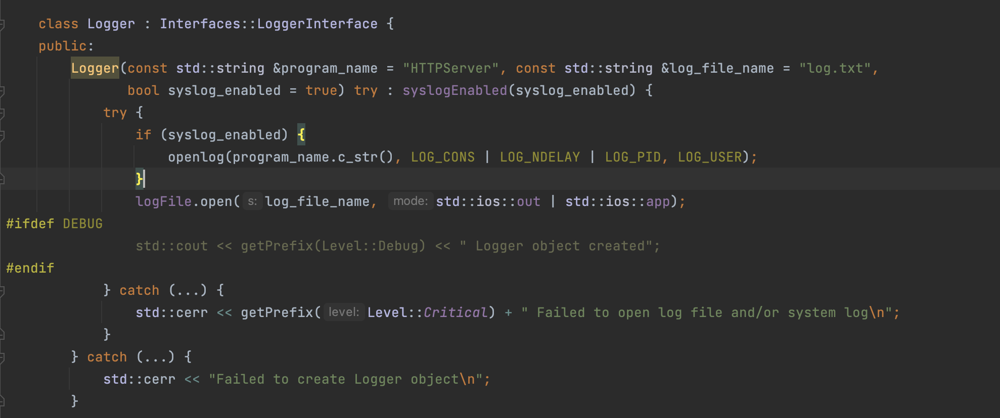 class Logger : Interfaces::LoggerInterface {
public:
Logger(const std::string &program_name = "HTTPServer", const std::string &log_file_name = "log.txt",
bool syslog_enabled = true) try : syslogEnabled(syslog_enabled) {
try {
if (syslog_enabled) {
openlog(program_name.c_str(), LOG_CONS | LOG_NDELAY | LOG_PID, LOG_USER);
}
logFile.open( s: log_file_name, mode: std::ios::out | std::ios::app);
#ifdef DEBUG
std::cout << getPrefix(Level::Debug) << " Logger object created";
#endif
} catch (...) {
std::cerr << getPrefix( level: Level::Critical) + " Failed to open log file and/or system log\n";
}
} catch (...) {
std::cerr << "Failed to create Logger object\n";
}